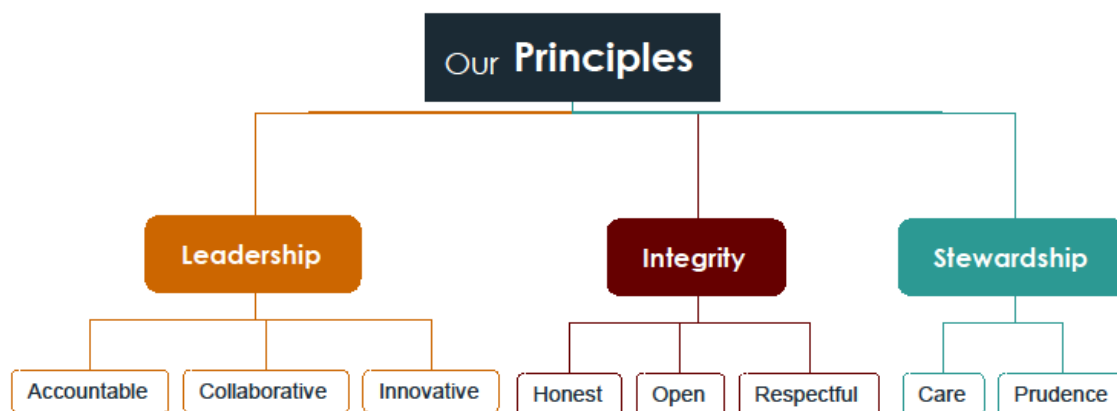 Our Principles
Leadership
Integrity
Stewardship
Accountable
Collaborative
Innovative
Honest
Open
Respectful
Care
Prudence